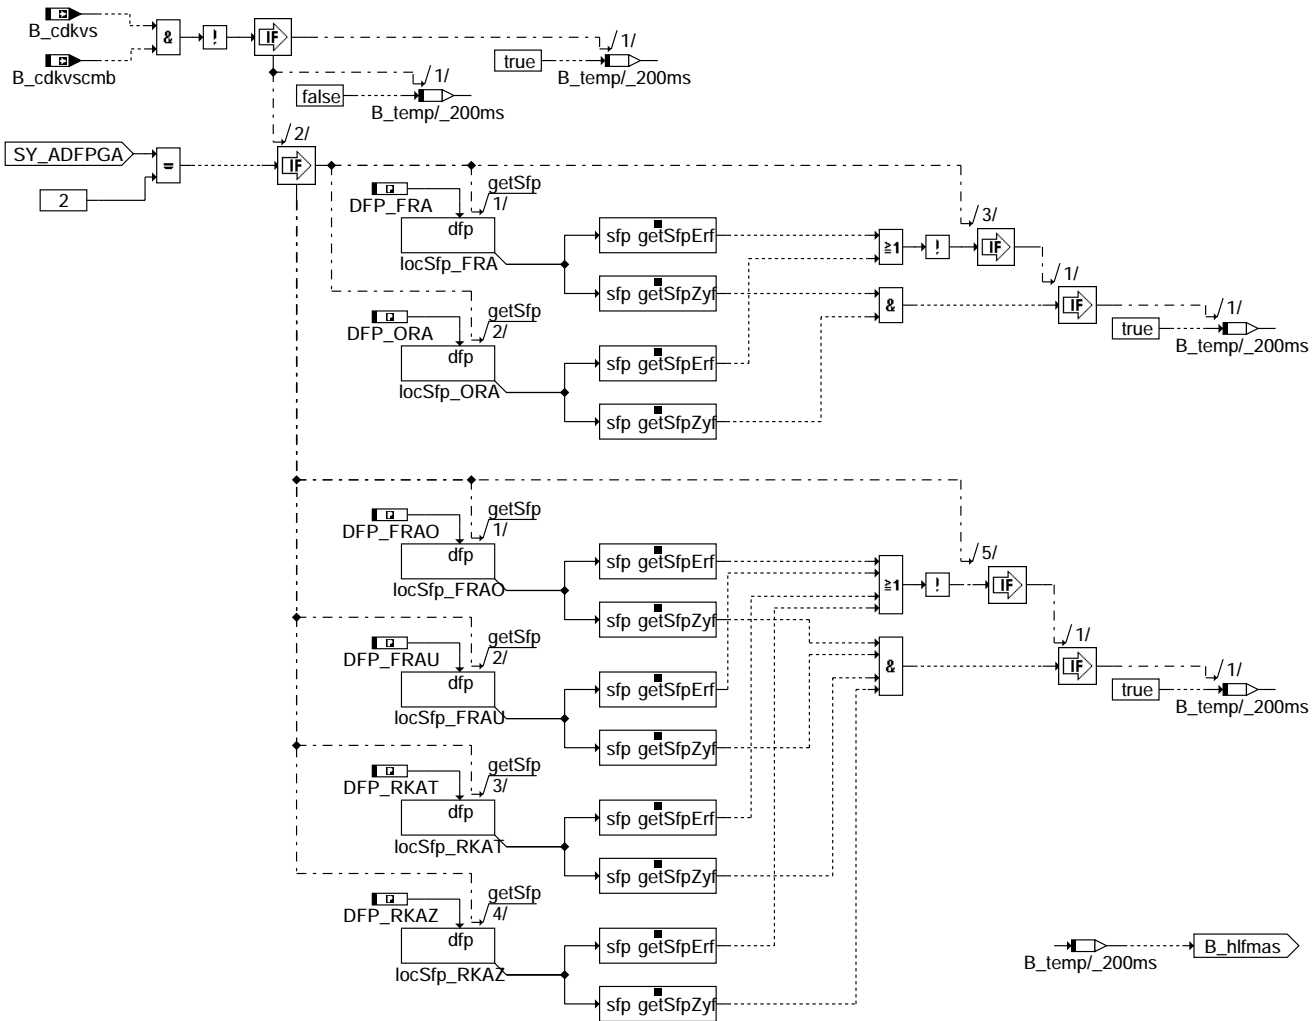 B_cdkvs
B_cdkvscmb
&
!
IF
/1/
true
B_temp/_200ms
/1/
false
B_temp/_200ms
/2/
SY_ADFPGA
=
2
IF
DFP_FRA
getSfp
1/
dfp
locSfp_FRA
sfp getSfpErf
sfp getSfpZyf
≥1
!
/3/
IF
/1/
&
IF
/1/
true
B_temp/_200ms
DFP_ORA
getSfp
2/
dfp
locSfp_ORA
sfp getSfpErf
sfp getSfpZyf
DFP_FRAO
getSfp
1/
dfp
locSfp_FRAO
sfp getSfpErf
sfp getSfpZyf
≥1
!
/5/
IF
/1/
&
IF
/1/
true
B_temp/_200ms
DFP_FRAU
getSfp
2/
dfp
locSfp_FRAU
sfp getSfpErf
sfp getSfpZyf
DFP_RKAT
getSfp
3/
dfp
locSfp_RKAT
sfp getSfpErf
sfp getSfpZyf
DFP_RKAZ
getSfp
4/
dfp
locSfp_RKAZ
sfp getSfpErf
sfp getSfpZyf
B_temp/_200ms
B_hlfmas